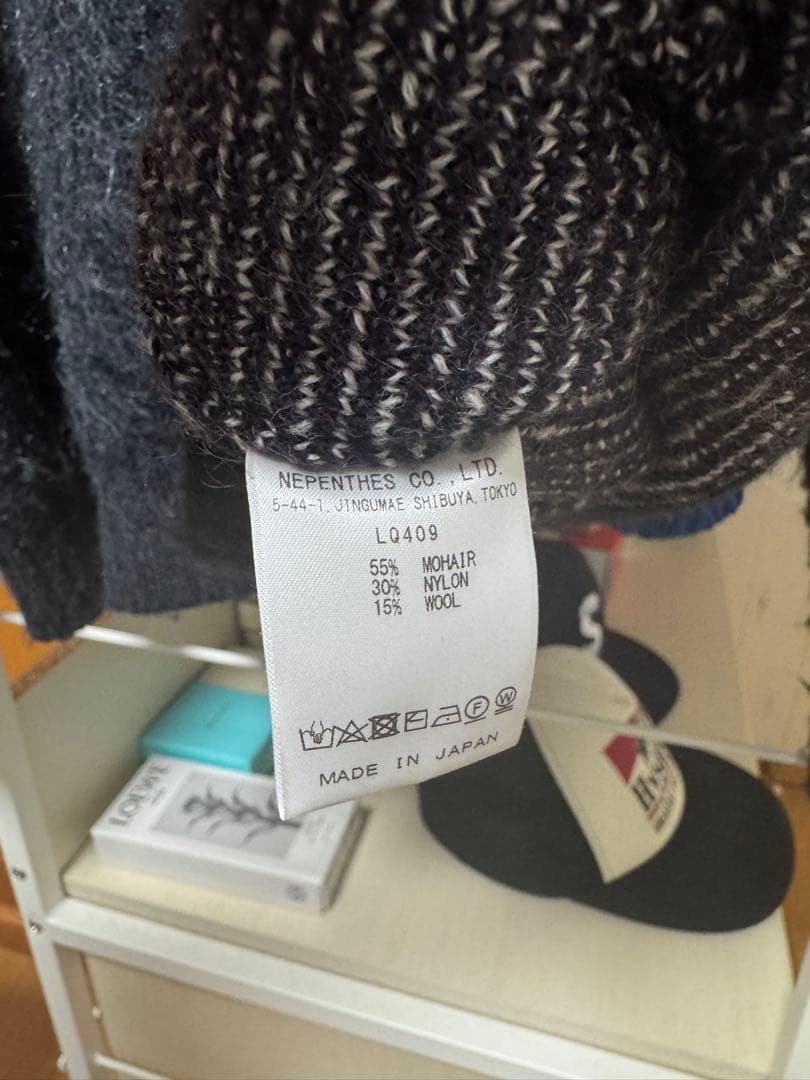 NEPENTHES CO.,LTD.
5-44-1, JINGUMAE SHIBUYA, TOKYO
LQ409
55% MOHAIR
30% NYLON
15% WOOL
F
W
MADE IN JAPAN
LOEWE
S